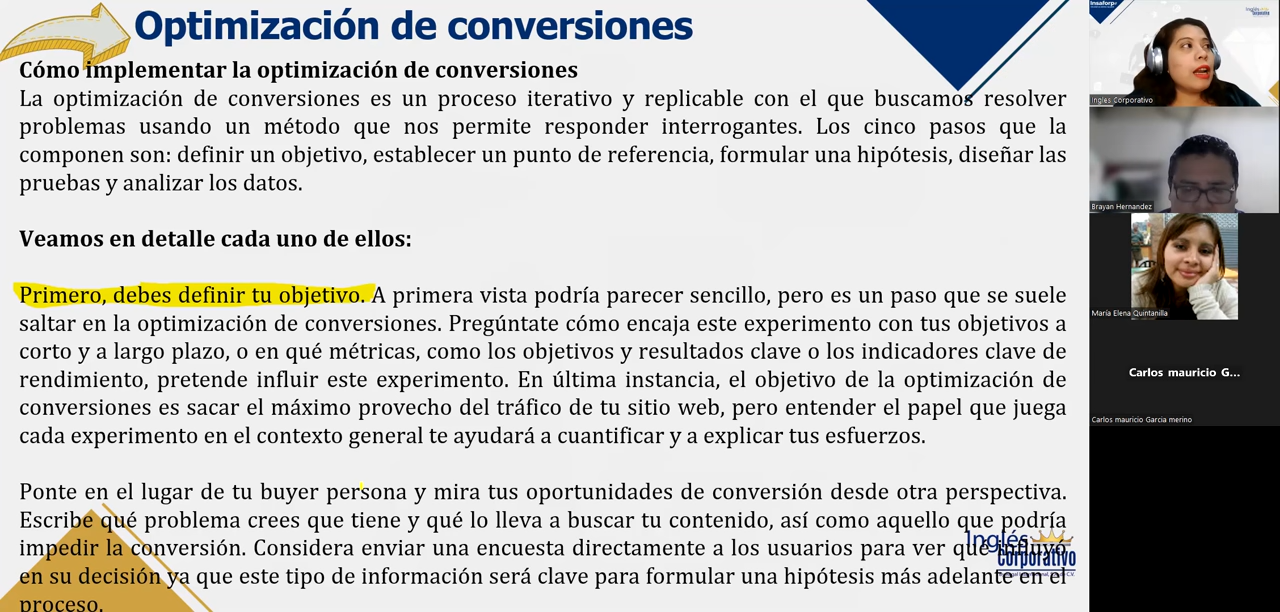 Optimización de conversiones
Cómo implementar la optimización de conversiones
La optimización de conversiones es un proceso iterativo y replicable con el que buscamos resolver
problemas usando un método que nos permite responder interrogantes. Los cinco pasos que la
componen son: definir un objetivo, establecer un punto de referencia, formular una hipótesis, diseñar las
pruebas y analizar los datos.
Veamos en detalle cada uno de ellos:
Primero, debes definir tu objetivo. A primera vista podría parecer sencillo, pero es un paso que se suele
saltar en la optimización de conversiones. Pregúntate cómo encaja este experimento con tus objetivos a
corto y a largo plazo, o en qué métricas, como los objetivos y resultados clave o los indicadores clave de
rendimiento, pretende influir este experimento. En última instancia, el objetivo de la optimización de
conversiones es sacar el máximo provecho del tráfico de tu sitio web, pero entender el papel que juega
cada experimento en el contexto general te ayudará a cuantificar y a explicar tus esfuerzos.
Ponte en el lugar de tu buyer persona y mira tus oportunidades de conversión desde otra perspectiva.
Escribe qué problema crees que tiene y qué lo lleva a buscar tu contenido, así como aquello que podría
impedir la conversión. Considera enviar una encuesta directamente a los usuarios para ver qué influyó
en su decisión ya que este tipo de información será clave para formular una hipótesis más adelante en el
proceso.
Inglés
Corporativo
Insaforp
Ingles Corporativo
Brayan Hernandez
María Elena Quintanilla
Carlos mauricio G...
Carlos mauricio Garcia merino